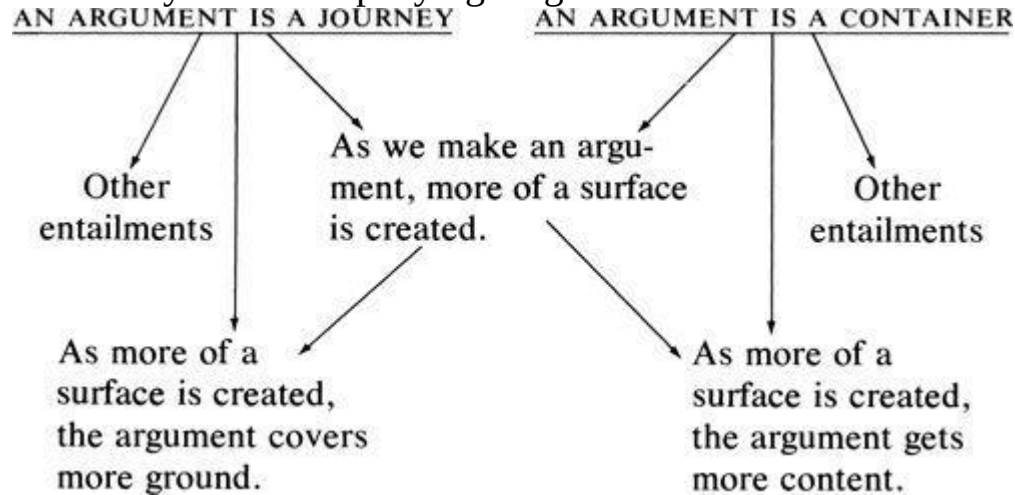 AN ARGUMENT IS A JOURNEY
AN ARGUMENT IS A CONTAINER
As we make an argu-
ment, more of a surface
is created.
Other
entailments
Other
entailments
As more of a
surface is created,
the argument covers
more ground.
As more of a
surface is created,
the argument gets
more content.